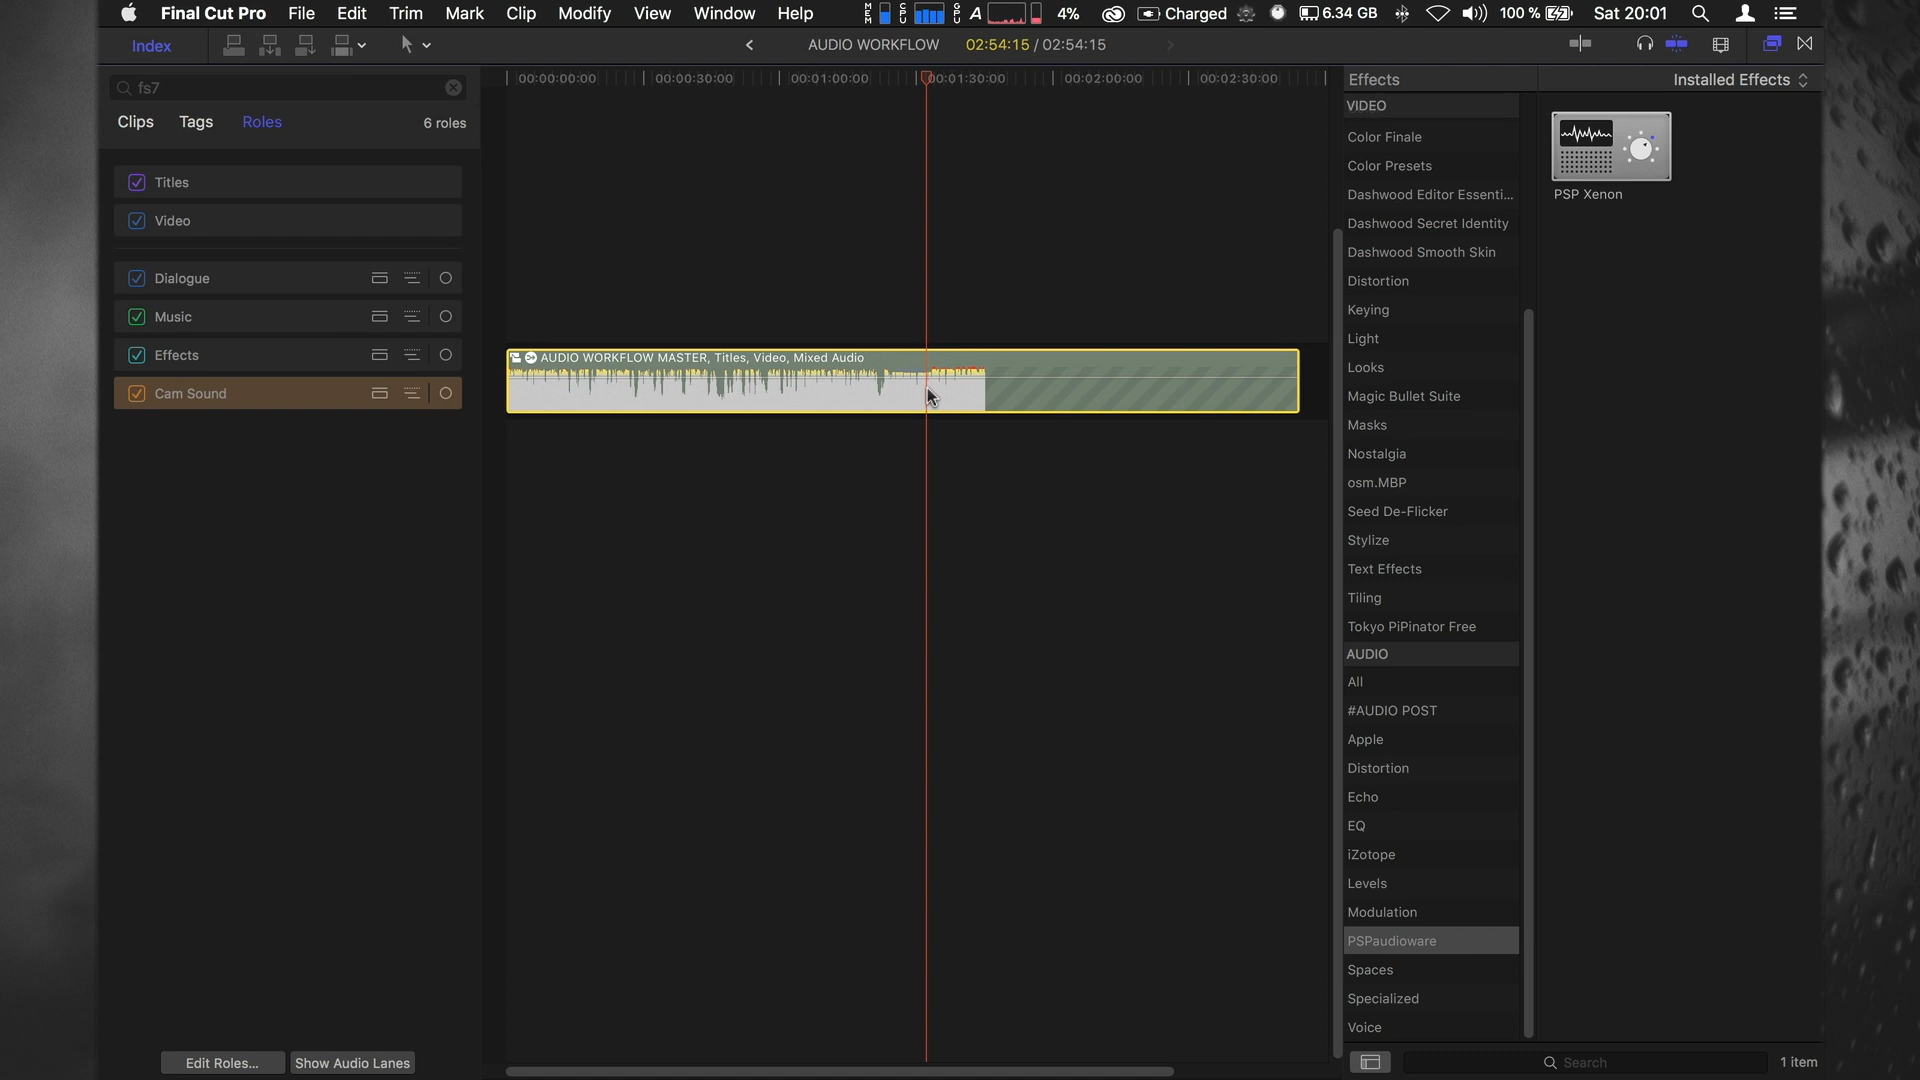 Final Cut Pro File Edit Trim Mark Clip Modify View Window Help MEM CPU GPU A 4% Charged 6.34 GB 100 % Sat 20:01
Index AUDIO WORKFLOW 02:54:15 / 02:54:15
fs7
Clips Tags Roles 6 roles
Titles
Video
Dialogue
Music
Effects
Cam Sound
Edit Roles... Show Audio Lanes
00:00:00:00 00:00:30:00 00:01:00:00 00:01:30:00 00:02:00:00 00:02:30:00
AUDIO WORKFLOW MASTER, Titles, Video, Mixed Audio
Effects Installed Effects
VIDEO
Color Finale
Color Presets
Dashwood Editor Essenti...
Dashwood Secret Identity
Dashwood Smooth Skin
Distortion
Keying
Light
Looks
Magic Bullet Suite
Masks
Nostalgia
osm.MBP
Seed De-Flicker
Stylize
Text Effects
Tiling
Tokyo PiPinator Free
AUDIO
All
#AUDIO POST
Apple
Distortion
Echo
EQ
iZotope
Levels
Modulation
PSPaudioware
Spaces
Specialized
Voice
PSP Xenon
Search 1 item